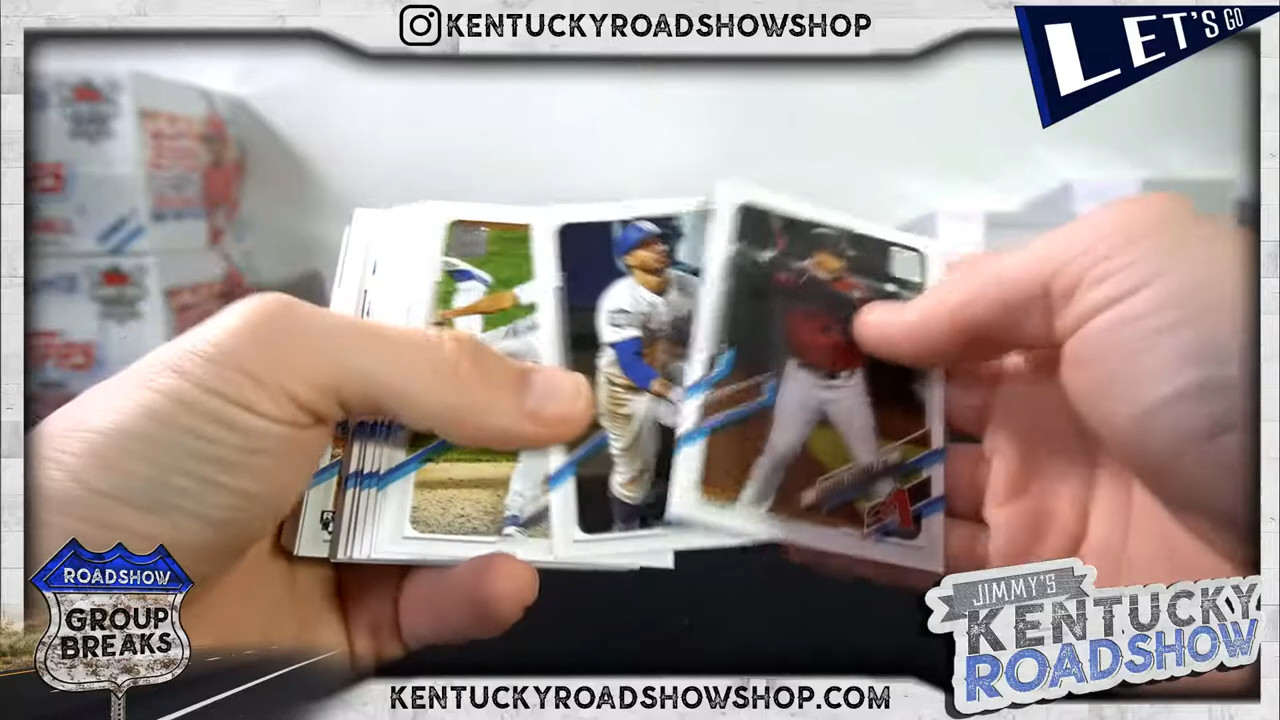 KENTUCKYROADSHOWSHOP
LET'S GO
ROADSHOW
GROUP
BREAKS
JIMMY'S
KENTUCKY
ROADSHOW
KENTUCKYROADSHOWSHOP.COM